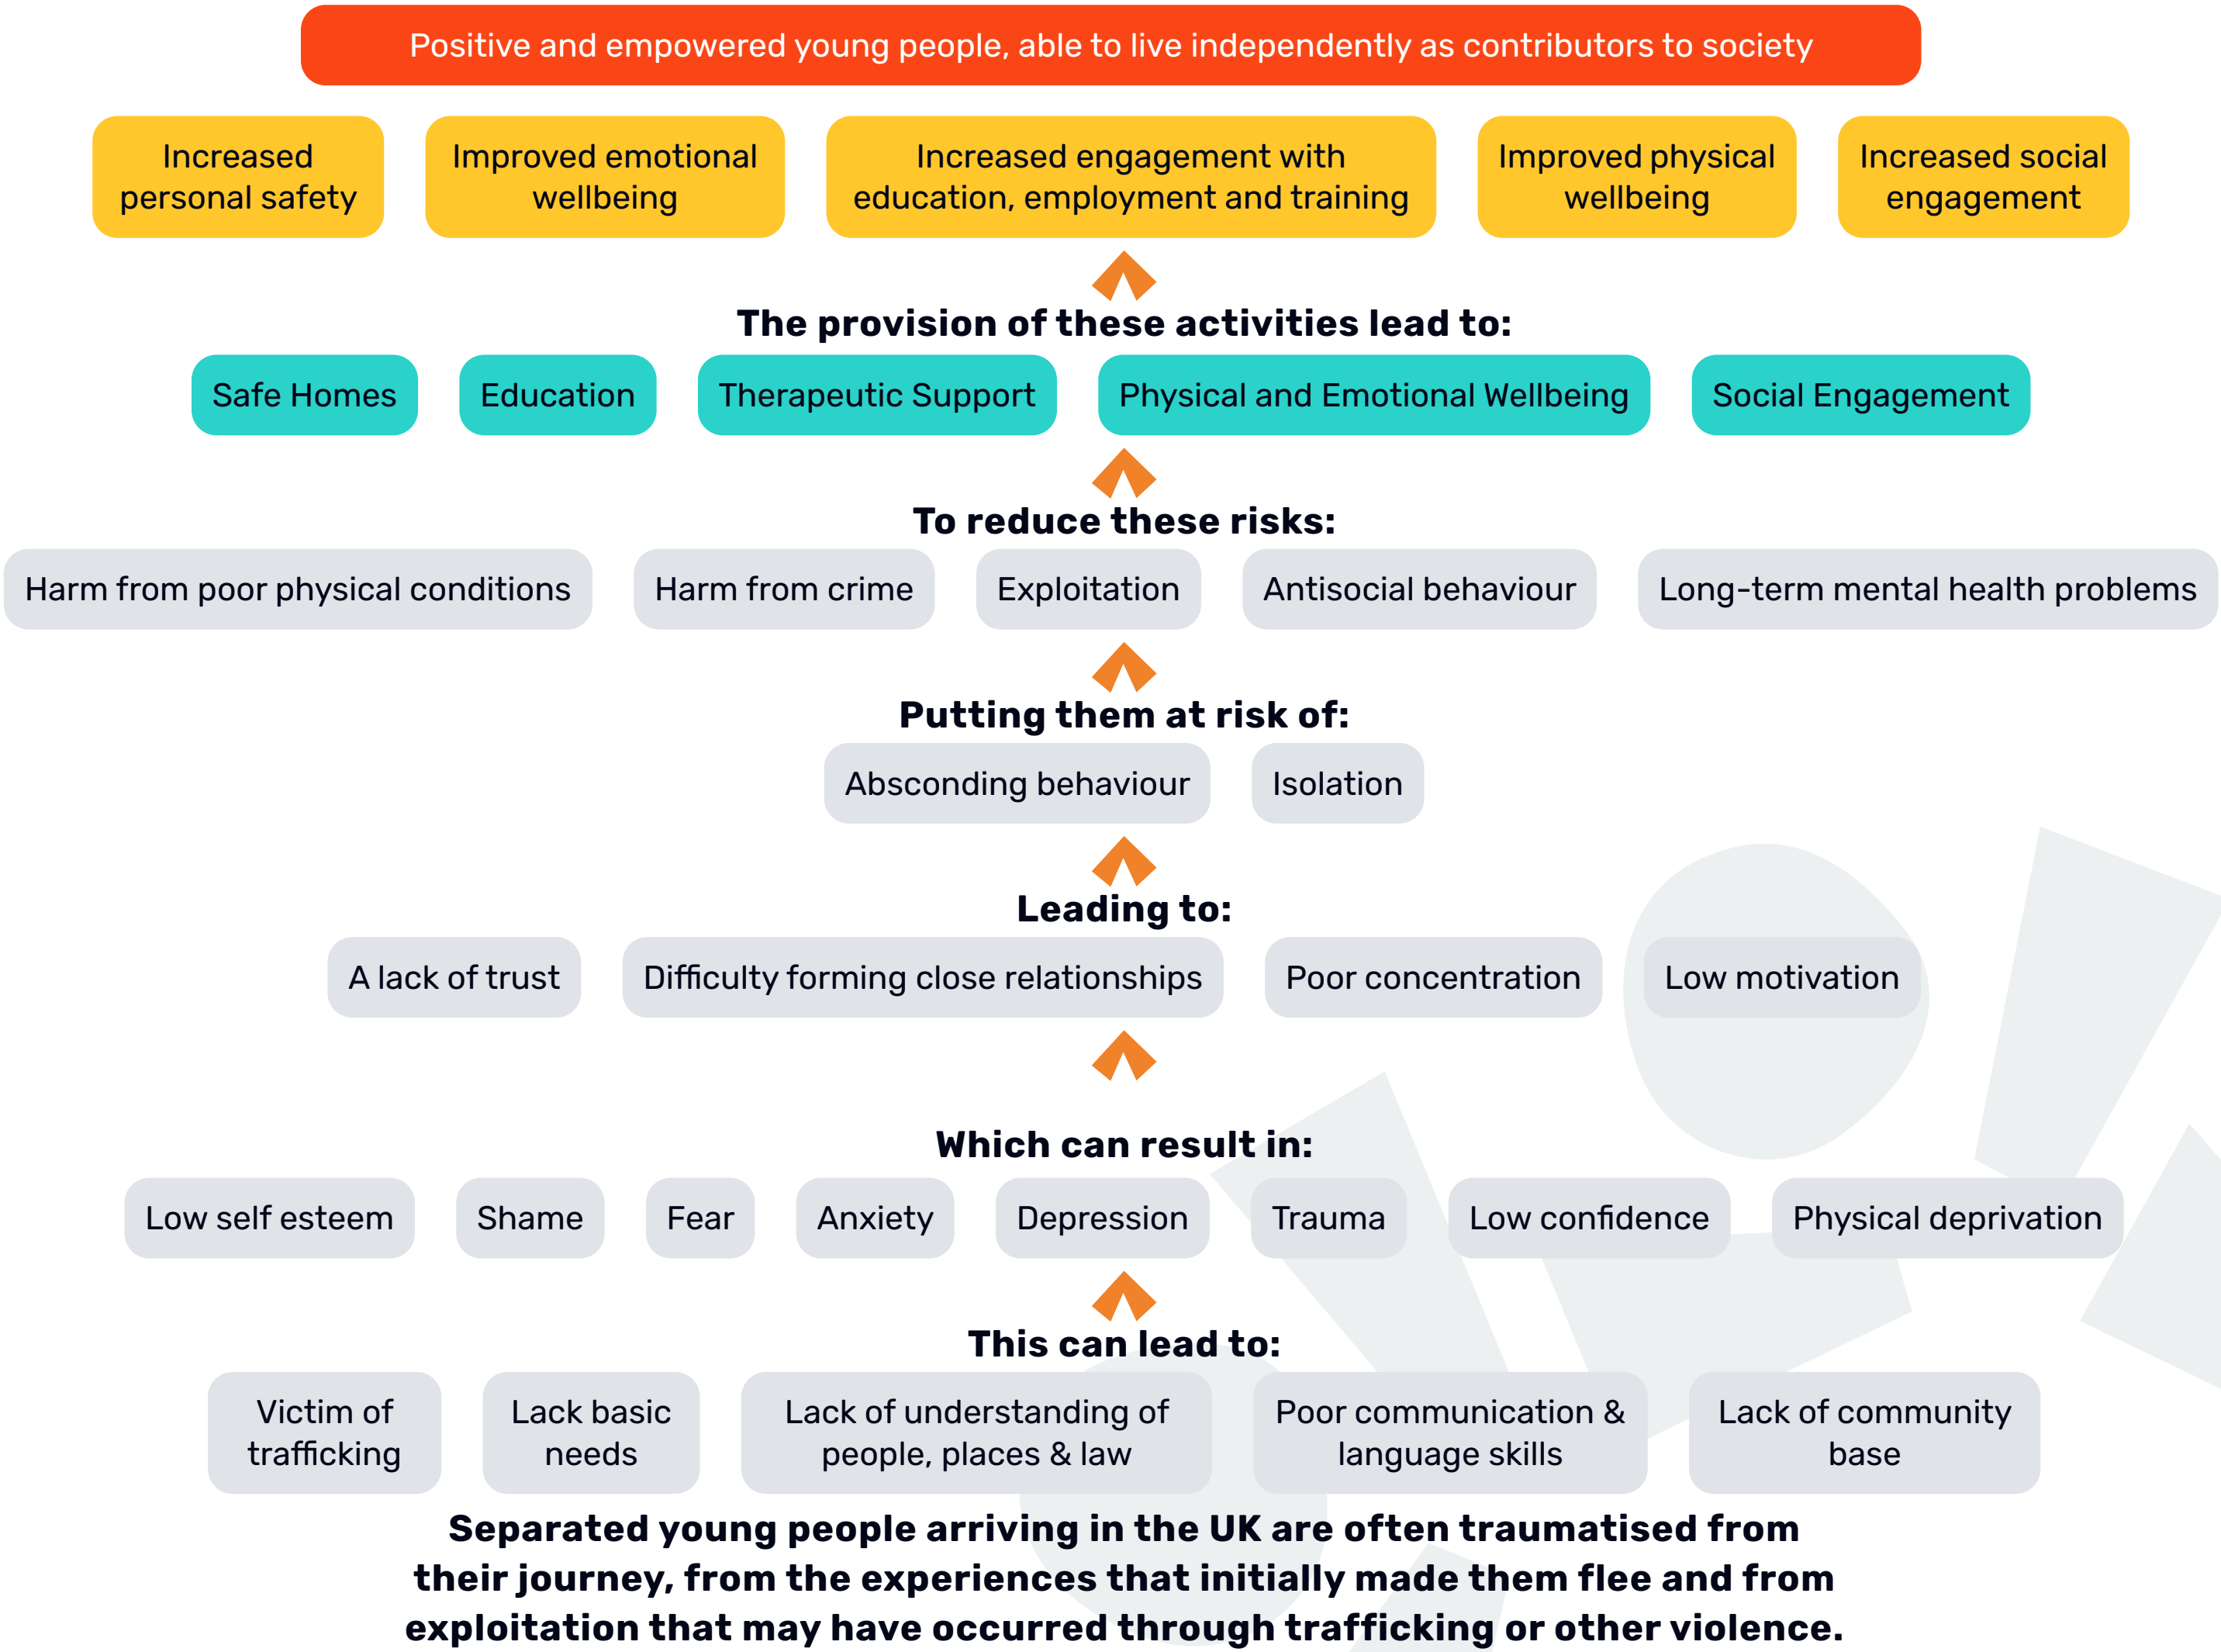 Positive and empowered young people, able to live independently as contributors to society
Increased
personal safety
Improved emotional
wellbeing
Increased engagement with
education, employment and training
Improved physical
wellbeing
Increased social
engagement
The provision of these activities lead to:
Safe Homes
Education
Therapeutic Support
Physical and Emotional Wellbeing
Social Engagement
To reduce these risks:
Harm from poor physical conditions
Harm from crime
Exploitation
Antisocial behaviour
Long-term mental health problems
Putting them at risk of:
Absconding behaviour
Isolation
Leading to:
A lack of trust
Difficulty forming close relationships
Poor concentration
Low motivation
Which can result in:
Low self esteem
Shame
Fear
Anxiety
Depression
Trauma
Low confidence
Physical deprivation
This can lead to:
Victim of
trafficking
Lack basic
needs
Lack of understanding of
people, places & law
Poor communication &
language skills
Lack of community
base
Separated young people arriving in the UK are often traumatised from
their journey, from the experiences that initially made them flee and from
exploitation that may have occurred through trafficking or other violence.